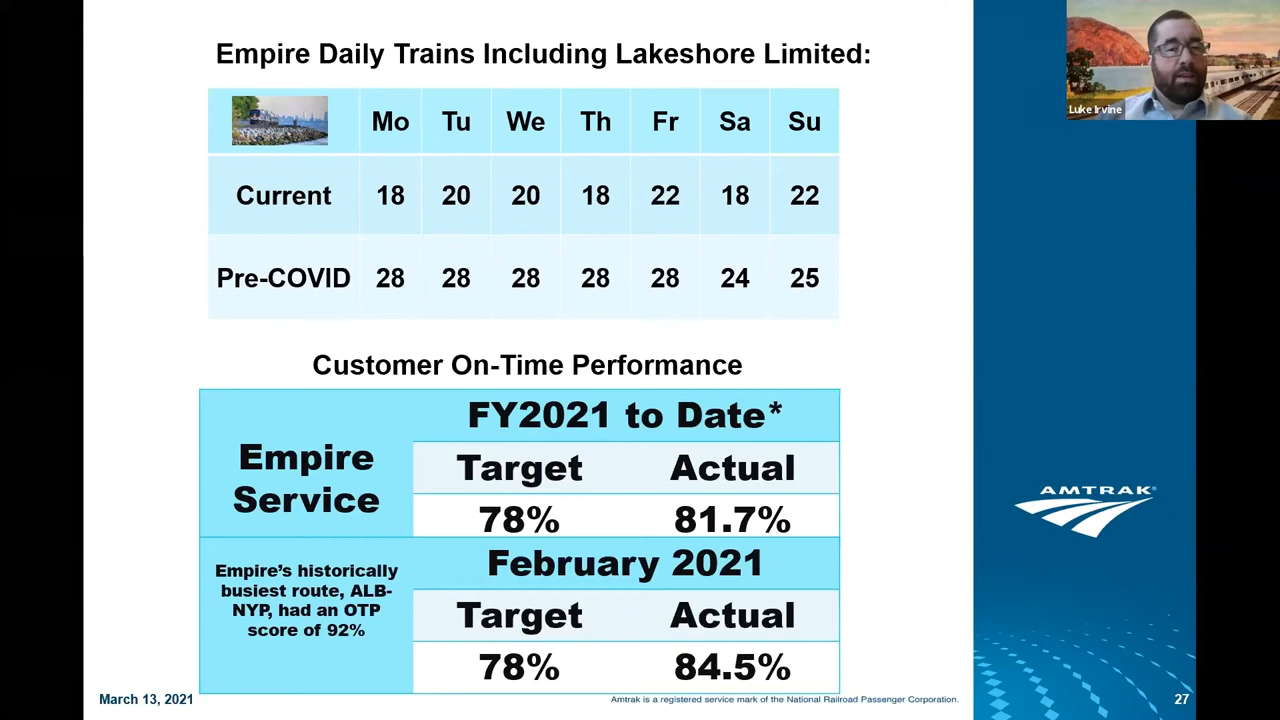 Empire Daily Trains Including Lakeshore Limited:
Luke Irvine
Mo Tu We Th Fr Sa Su
Current 18 20 20 18 22 18 22
Pre-COVID 28 28 28 28 28 24 25
Customer On-Time Performance
Empire
Service
FY2021 to Date*
Target Actual
78% 81.7%
Empire's historically
busiest route, ALB-
NYP, had an OTP
score of 92%
February 2021
Target Actual
78% 84.5%
AMTRAK®
March 13, 2021
Amtrak is a registered service mark of the National Railroad Passenger Corporation.
27